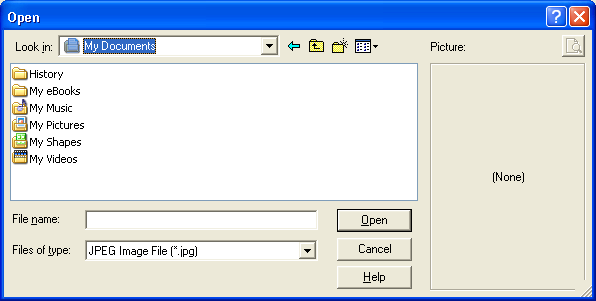 Open
Look in: My Documents
Picture:
History
My eBooks
My Music
My Pictures
My Shapes
My Videos
(None)
File name:
Open
Files of type: JPEG Image File (*.jpg)
Cancel
Help